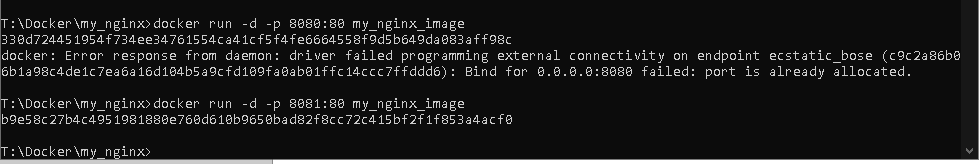 T:\Docker\my_nginx>docker run -d -p 8080:80 my_nginx_image
330d724451954f734ee34761554ca41cf5f4fe6664558f9d5b649da083aff98c
docker: Error response from daemon: driver failed programming external connectivity on endpoint ecstatic_bose (c9c2a86b0
6b1a98c4de1c7ea6a16d104b5a9cfd109fa0ab01ffc14ccc7ffddd6): Bind for 0.0.0.0:8080 failed: port is already allocated.
T:\Docker\my_nginx>docker run -d -p 8081:80 my_nginx_image
b9e58c27b4c4951981880e760d610b9650bad82f8cc72c415bf2f1f853a4acf0
T:\Docker\my_nginx>